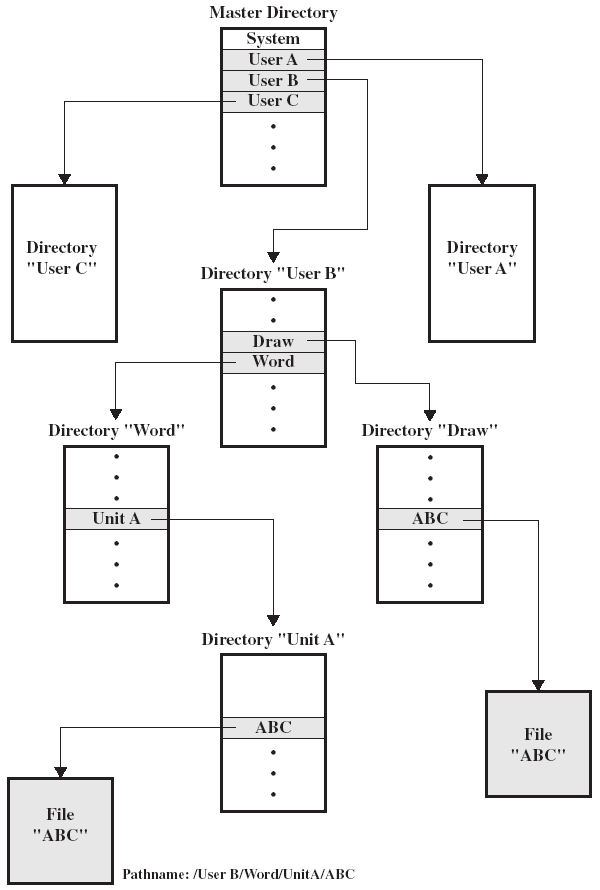 Master Directory
System
User A
User B
User C
Directory
"User C"
Directory
"User A"
Directory "User B"
Draw
Word
Directory "Word"
Directory "Draw"
Unit A
ABC
Directory "Unit A"
ABC
File
"ABC"
File
"ABC"
Pathname: /User B/Word/UnitA/ABC